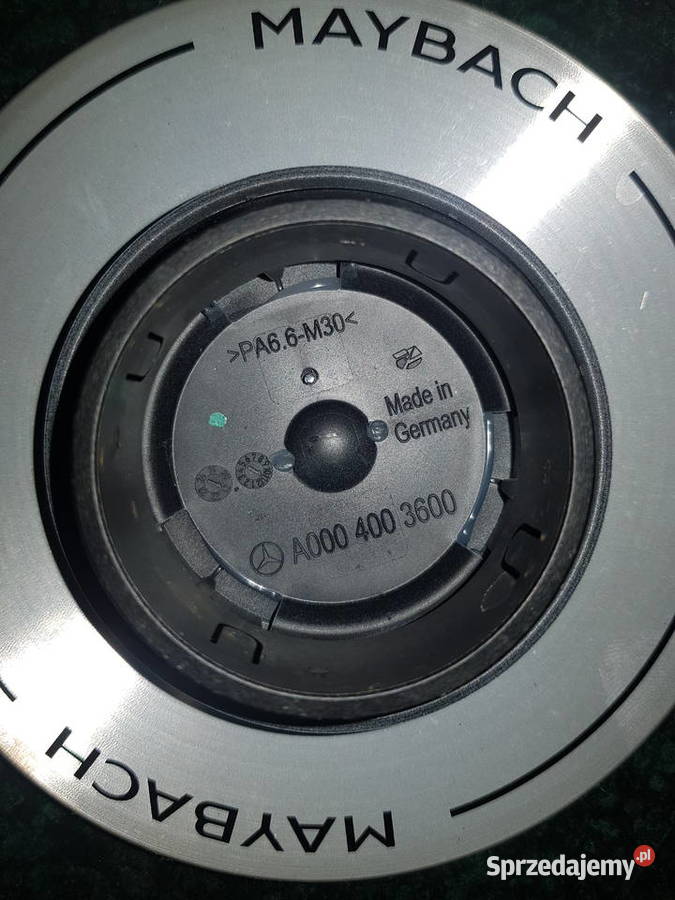 MAYBACH
>PA6.6-M30<
Made in
Germany
A000 400 3600
MAYBACH
Sprzedajemy.pl